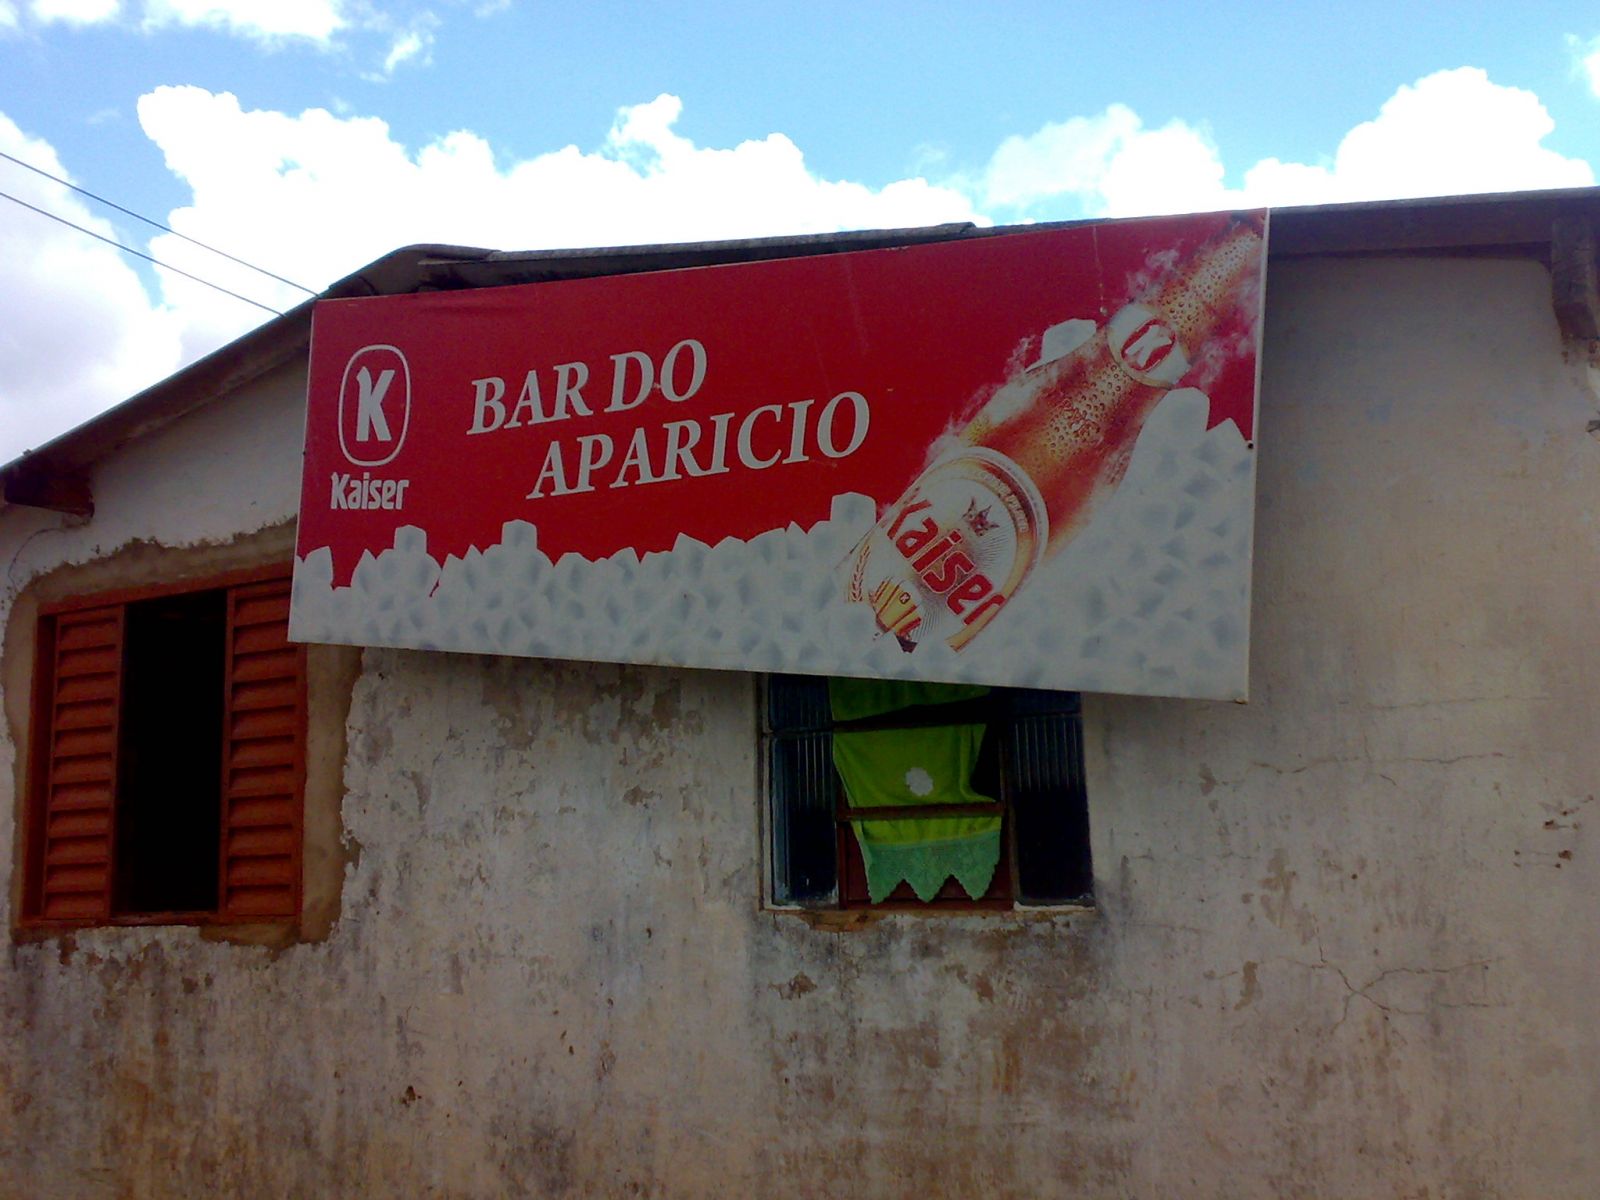 K
Kaiser
BAR DO
APARICIO
K
Kaiser